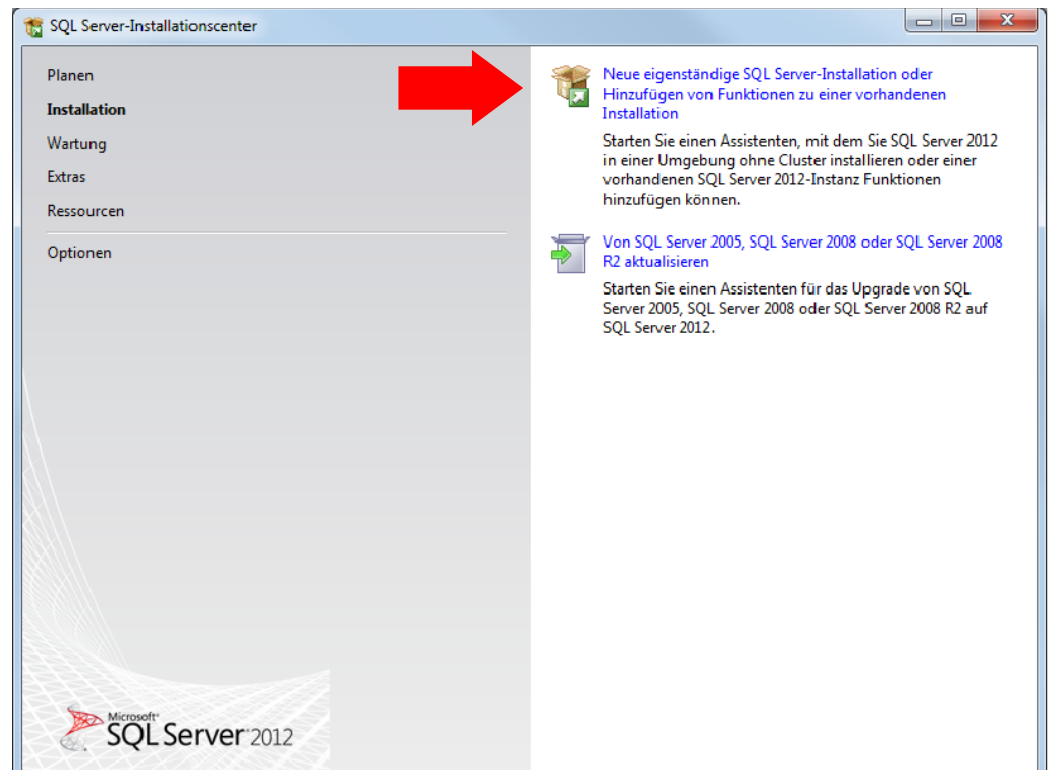 SQL Server-Installationscenter
Planen
Installation
Wartung
Extras
Ressourcen
Optionen
Neue eigenständige SQL Server-Installation oder
Hinzufügen von Funktionen zu einer vorhandenen
Installation
Starten Sie einen Assistenten, mit dem Sie SQL Server 2012
in einer Umgebung ohne Cluster installieren oder einer
vorhandenen SQL Server 2012-Instanz Funktionen
hinzufügen können.
Von SQL Server 2005, SQL Server 2008 oder SQL Server 2008
R2 aktualisieren
Starten Sie einen Assistenten für das Upgrade von SQL
Server 2005, SQL Server 2008 oder SQL Server 2008 R2 auf
SQL Server 2012.
Microsoft®
SQL Server®2012